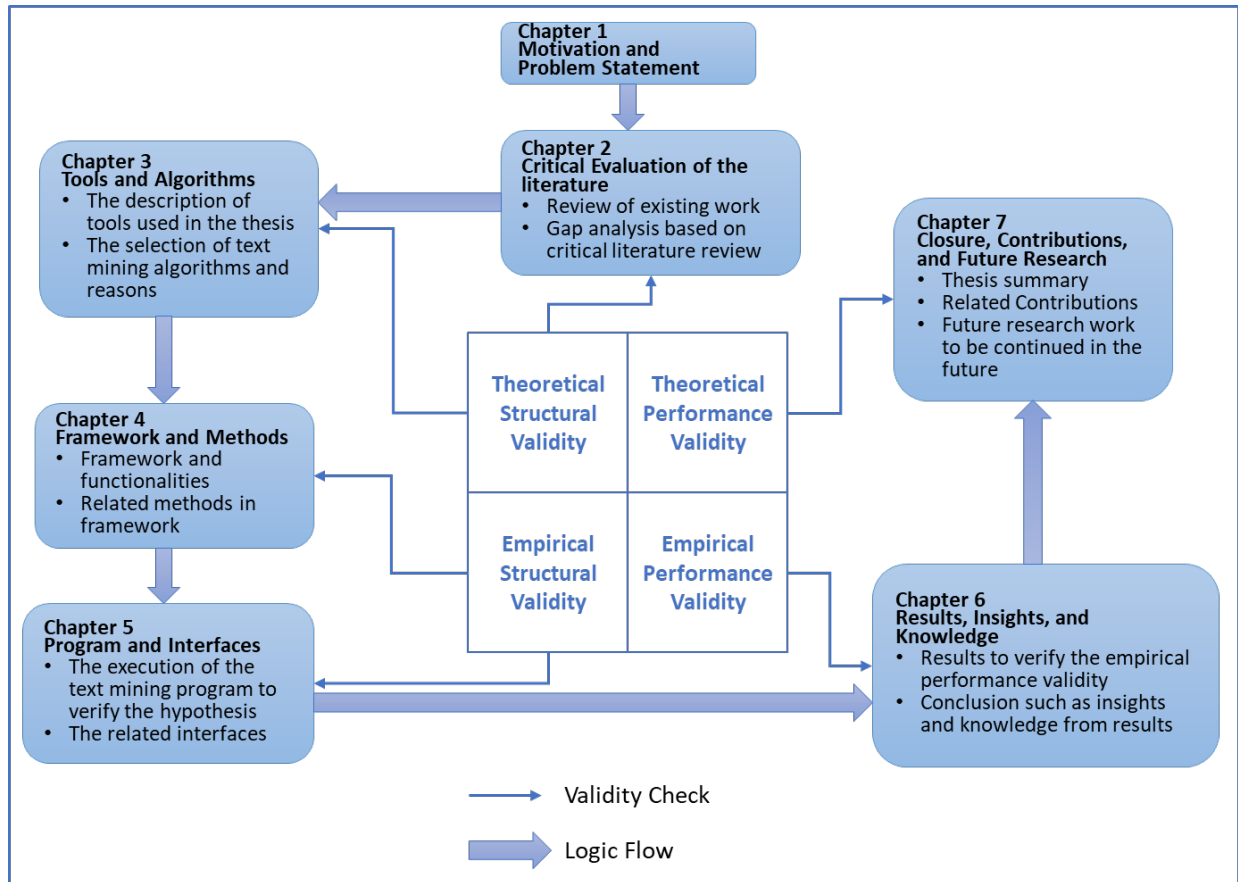 Chapter 1
Motivation and
Problem Statement
Chapter 2
Critical Evaluation of the
literature
• Review of existing work
• Gap analysis based on
critical literature review
Chapter 3
Tools and Algorithms
• The description of
tools used in the thesis
• The selection of text
mining algorithms and
reasons
Chapter 4
Framework and Methods
• Framework and
functionalities
• Related methods in
framework
Chapter 5
Program and Interfaces
• The execution of the
text mining program to
verify the hypothesis
• The related interfaces
Theoretical
Structural
Validity
Theoretical
Performance
Validity
Empirical
Structural
Validity
Empirical
Performance
Validity
Chapter 6
Results, Insights, and
Knowledge
• Results to verify the empirical
performance validity
• Conclusion such as insights
and knowledge from results
Chapter 7
Closure, Contributions,
and Future Research
• Thesis summary
• Related Contributions
• Future research work
to be continued in the
future
Validity Check
Logic Flow